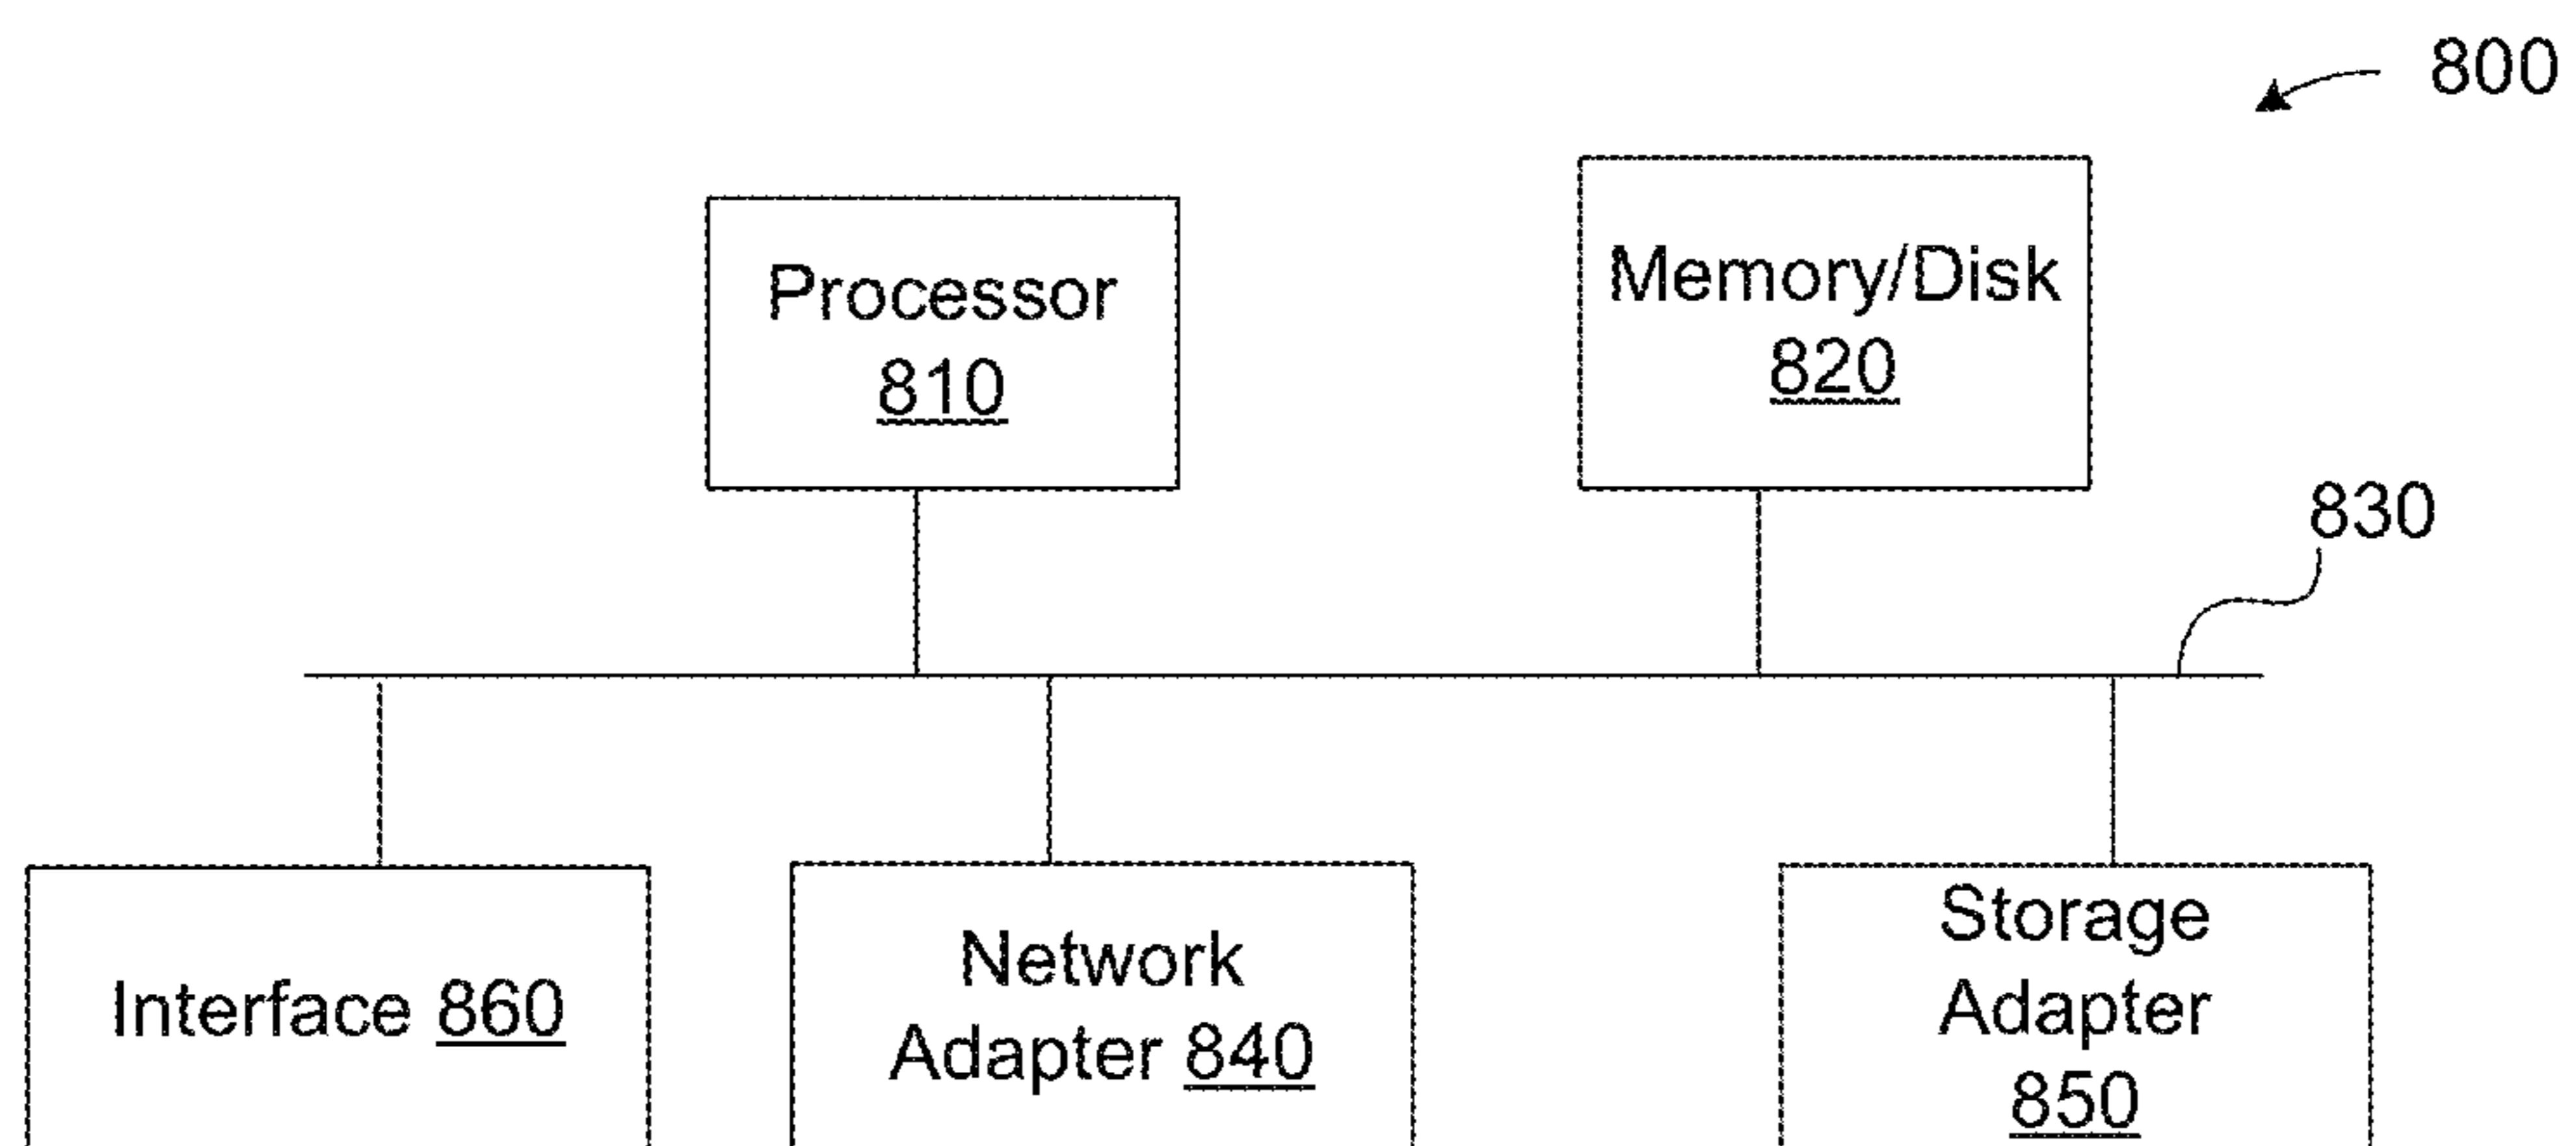 800
Processor
810
Memory/Disk
820
830
Interface 860
Network
Adapter 840
Storage
Adapter
850